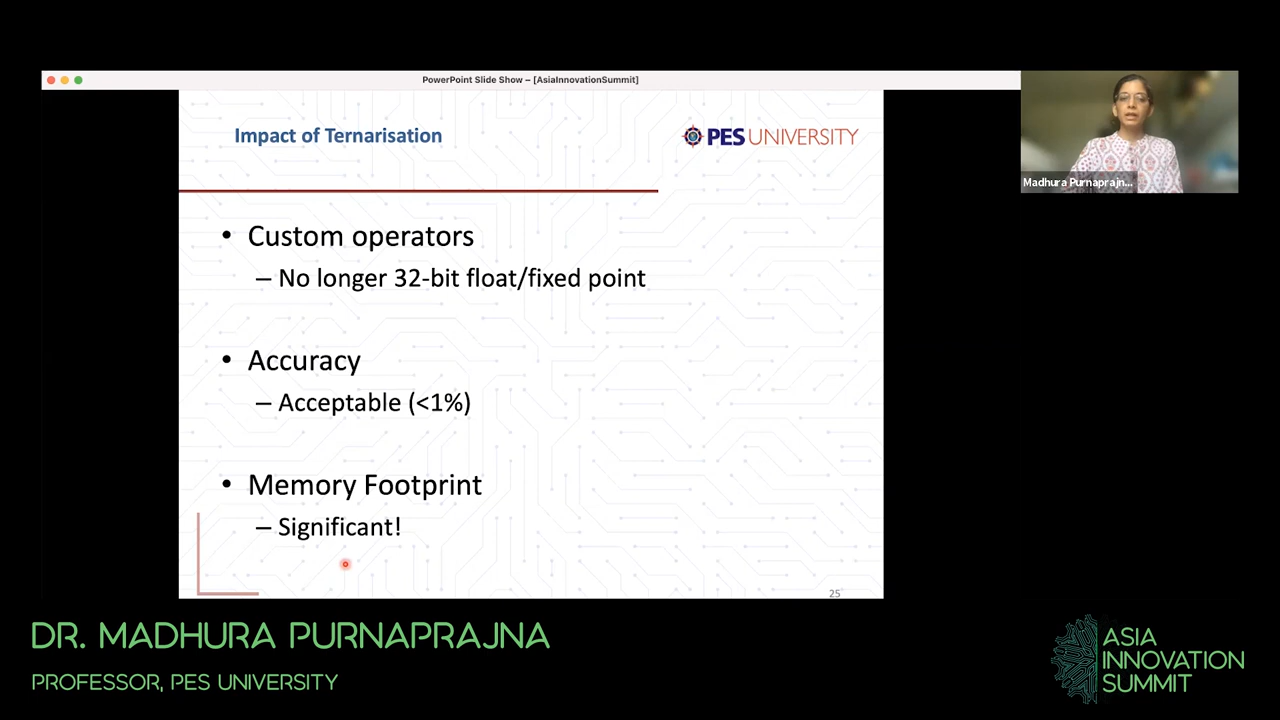 PowerPoint Slide Show – [AsiaInnovationSummit]
Impact of Ternarisation
PES UNIVERSITY
• Custom operators
– No longer 32-bit float/fixed point
• Accuracy
– Acceptable (<1%)
• Memory Footprint
– Significant!
25
Madhura Purnaprajn...
DR. MADHURA PURNAPRAJNA
PROFESSOR, PES UNIVERSITY
ASIA
INNOVATION
SUMMIT